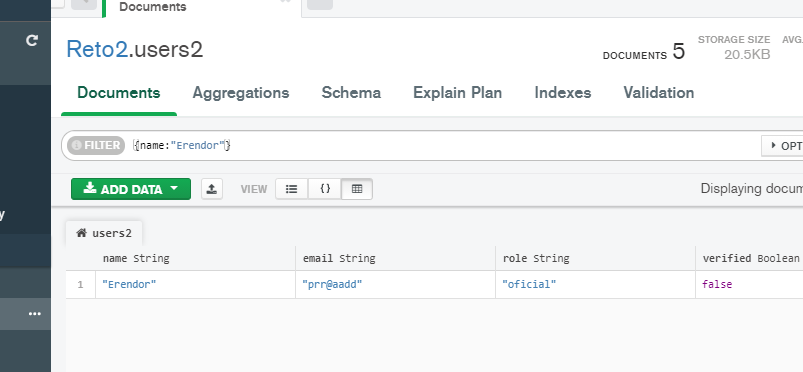 Documents
Reto2.users2
DOCUMENTS 5
STORAGE SIZE
20.5KB
AVG.
Documents Aggregations Schema Explain Plan Indexes Validation
FILTER {name:"Erendor"}
OPT
ADD DATA VIEW { } Displaying docum
users2
name String email String role String verified Boolean
1 "Erendor" "prr@aadd" "oficial" false
y